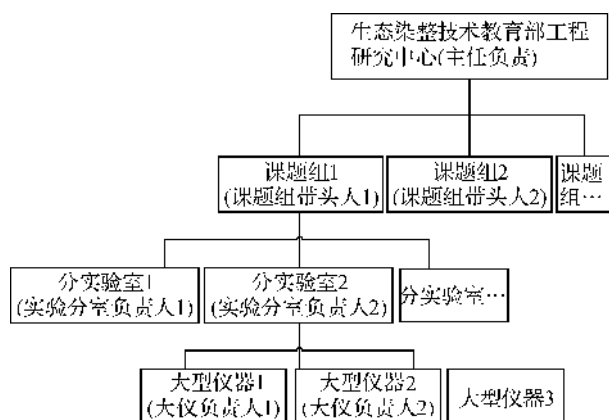 生态染整技术教育部工程
研究中心(主任负责)
课题组1
(课题组带头人1)
课题组2
(课题组带头人2)
课题
组…
分实验室1
(实验分室负责人1)
分实验室2
(实验分室负责人2)
分实验室…
大型仪器1
(大仪负责人1)
大型仪器2
(大仪负责人2)
大型仪器3